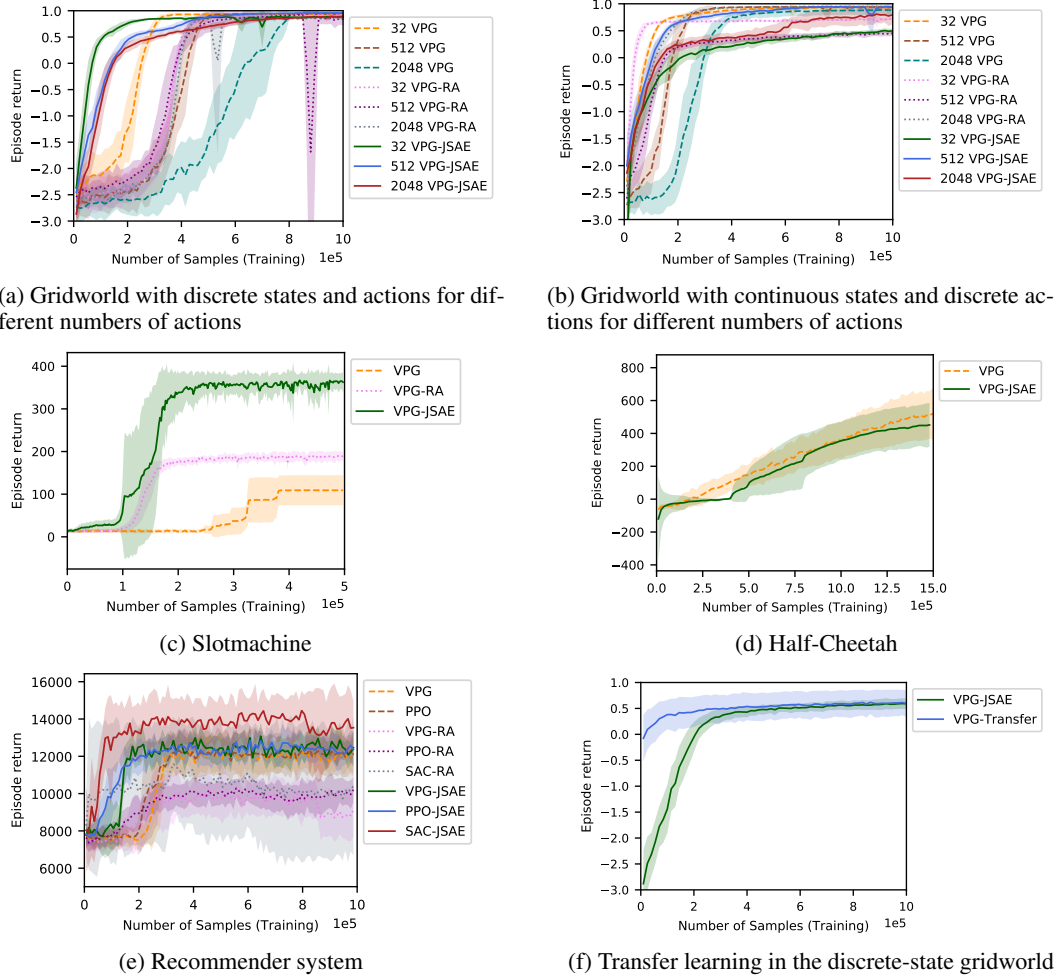 1.0
0.5
0.0
−0.5
−1.0
−1.5
−2.0
−2.5
−3.0
Episode return
0 2 4 6 8 10
Number of Samples (Training) 1e5
32 VPG
512 VPG
2048 VPG
32 VPG-RA
512 VPG-RA
2048 VPG-RA
32 VPG-JSAE
512 VPG-JSAE
2048 VPG-JSAE
(a) Gridworld with discrete states and actions for dif-
ferent numbers of actions
1.0
0.5
0.0
−0.5
−1.0
−1.5
−2.0
−2.5
−3.0
Episode return
0 2 4 6 8 10
Number of Samples (Training) 1e5
32 VPG
512 VPG
2048 VPG
32 VPG-RA
512 VPG-RA
2048 VPG-RA
32 VPG-JSAE
512 VPG-JSAE
2048 VPG-JSAE
(b) Gridworld with continuous states and discrete ac-
tions for different numbers of actions
400
300
200
100
0
Episode return
0 1 2 3 4 5
Number of Samples (Training) 1e5
VPG
VPG-RA
VPG-JSAE
(c) Slotmachine
800
600
400
200
0
−200
−400
Episode return
0.0 2.5 5.0 7.5 10.0 12.5 15.0
Number of Samples (Training) 1e5
VPG
VPG-JSAE
(d) Half-Cheetah
16000
14000
12000
10000
8000
6000
Episode return
0 2 4 6 8 10
Number of Samples (Training) 1e5
VPG
PPO
VPG-RA
PPO-RA
SAC-RA
VPG-JSAE
PPO-JSAE
SAC-JSAE
(e) Recommender system
1.0
0.5
0.0
−0.5
−1.0
−1.5
−2.0
−2.5
−3.0
Episode return
0 2 4 6 8 10
Number of Samples (Training) 1e5
VPG-JSAE
VPG-Transfer
(f) Transfer learning in the discrete-state gridworld